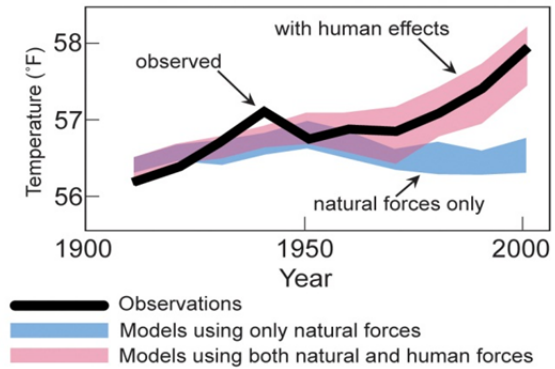 with human effects
observed
natural forces only
Temperature (°F)
58
57
56
1900
1950
2000
Year
Observations
Models using only natural forces
Models using both natural and human forces